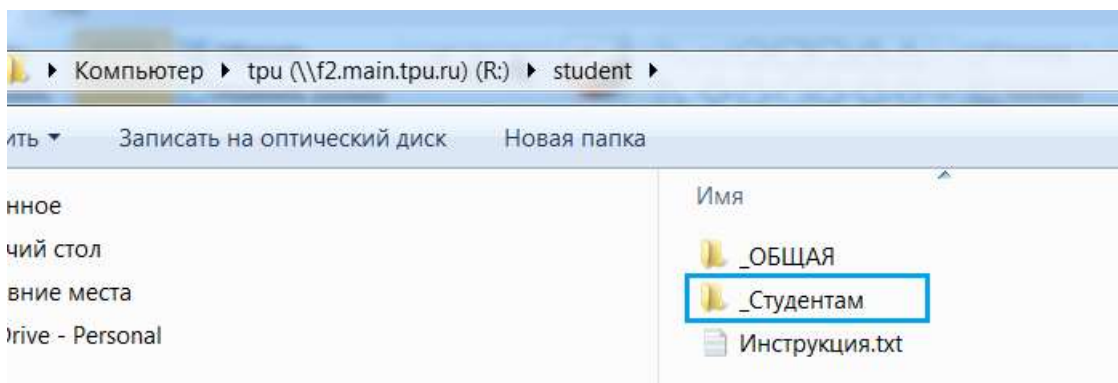 Компьютер ▸ tpu (\\f2.main.tpu.ru) (R:) ▸ student ▸
ить ▾ Записать на оптический диск Новая папка
нное
чий стол
вние места
Drive - Personal
Имя
_ОБЩАЯ
_Студентам
Инструкция.txt